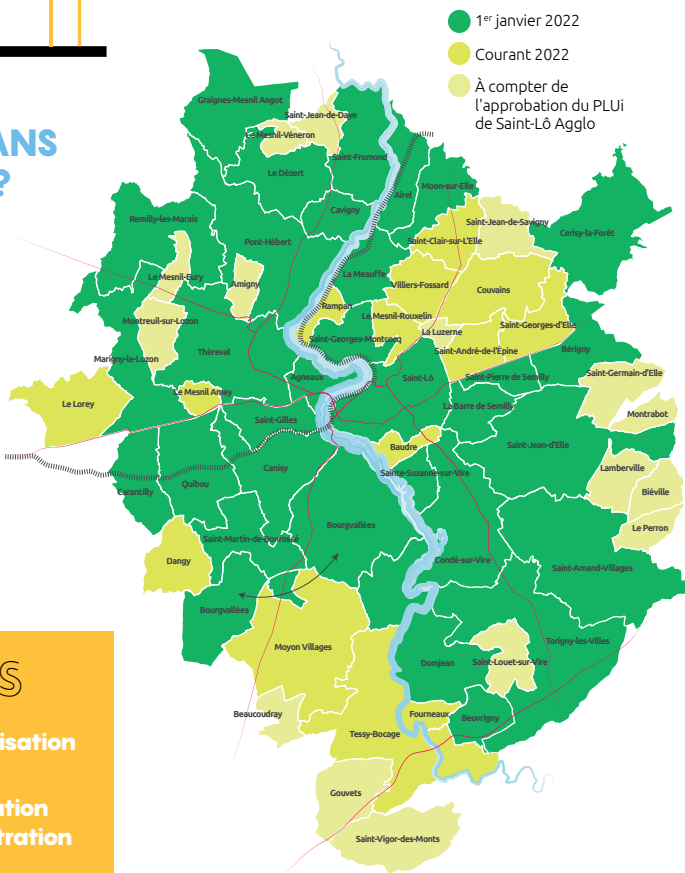 1er janvier 2022
Courant 2022
À compter de
l'approbation du PLUi
de Saint-Lô Agglo
ANS
?
Graignes-Mesnil Angot
Saint-Jean-de-Daye
Le Mesnil-Véneron
Saint-Fromond
Le Dézert
Airel
Moon-sur-Elle
Cavigny
Remilly-les-Marais
Saint-Jean-de-Savigny
Cerisy-la-Forêt
Pont-Hébert
Saint-Clair-sur-L'Elle
Le Mesnil-Eury
La Meauffe
Amigny
Villiers-Fossard
Couvains
Rampan
Montreuil-sur-Lozon
Le Mesnil-Rouxelin
Saint-Georges-d'Elle
La Luzerne
Saint-Georges-Montcocq
Marigny-le-Lozon
Théreval
Saint-André-de-l'Épine
Bérigny
Agneaux
Saint-Lô
Saint-Pierre de Semilly
Saint-Germain-d'Elle
Le Mesnil Amey
Le Lorey
La Barre de Semilly
Montrabot
Saint-Gilles
Baudre
Saint-Jean-d'Elle
Canisy
Sainte-Suzanne-sur-Vire
Lamberville
Quibou
Carantilly
Biéville
Bourgvallées
Le Perron
Saint-Martin-de-Bonfossé
Dangy
Condé-sur-Vire
Saint-Amand-Villages
Bourgvallées
Torigny-les-Villes
Moyon Villages
Domjean
Saint-Louet-sur-Vire
Beaucoudray
Fourneaux
Beuvrigny
Tessy-Bocage
Gouvets
Saint-Vigor-des-Monts
S
isation
ation
tration